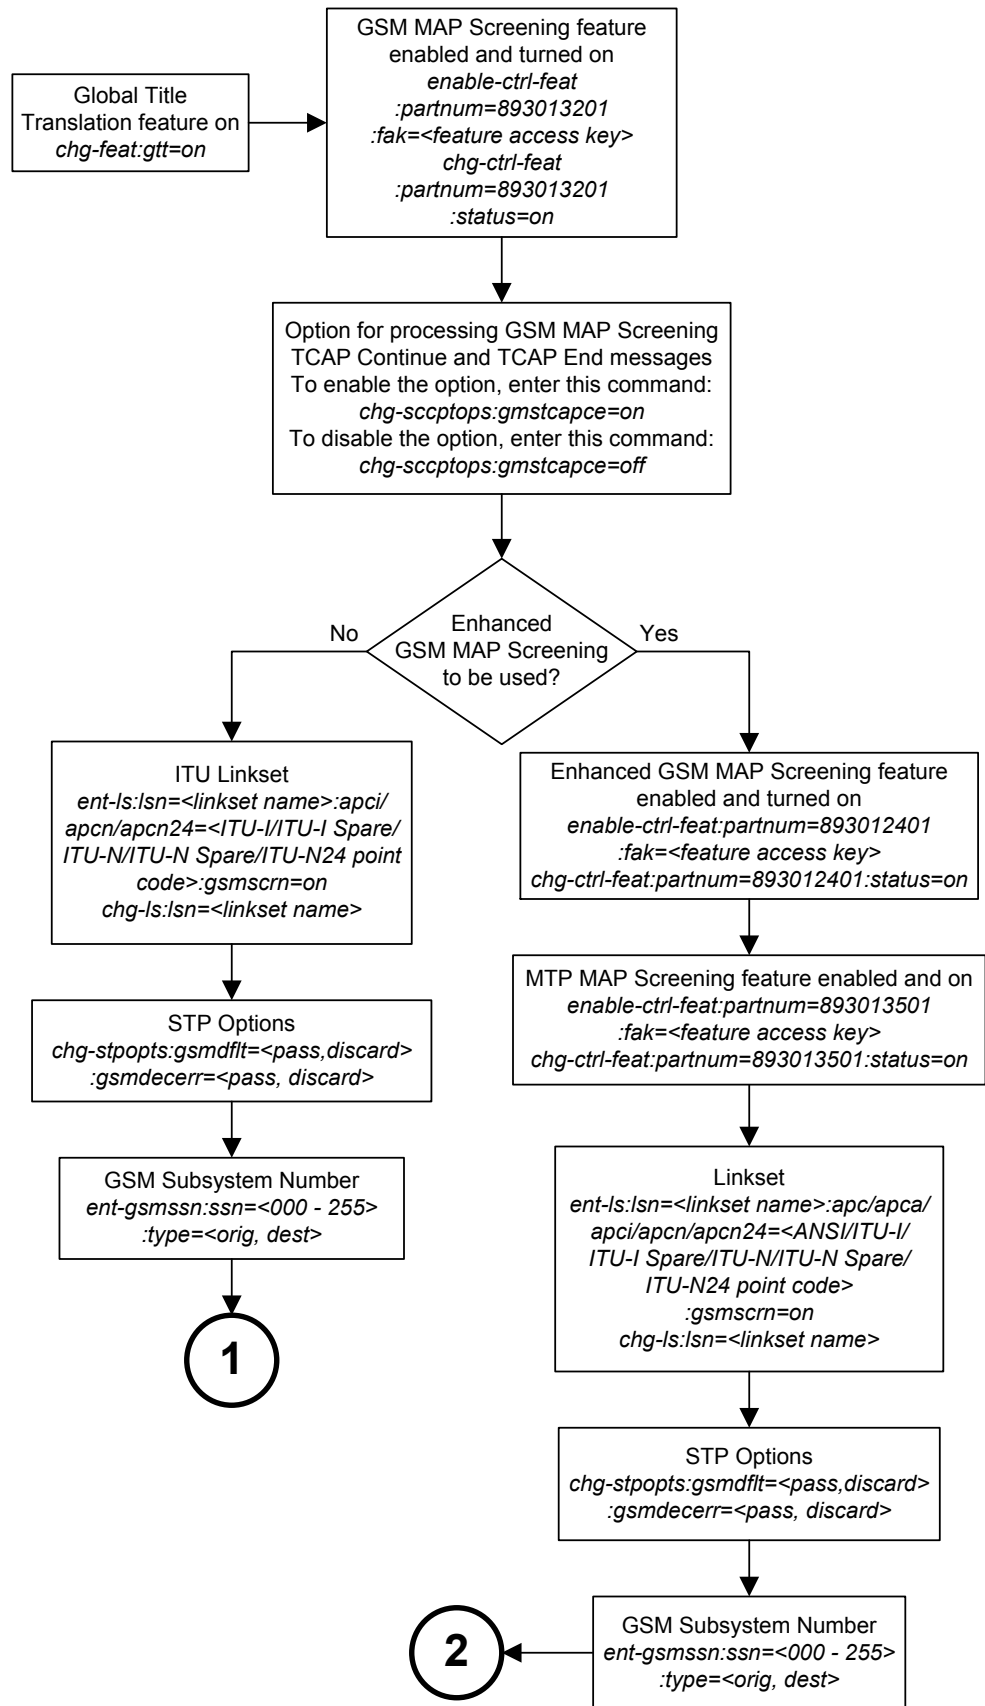 GSM MAP Screening feature
enabled and turned on
enable-ctrl-feat
:partnum=893013201
:fak=<feature access key>
chg-ctrl-feat
:partnum=893013201
:status=on
Global Title
Translation feature on
chg-feat:gtt=on
Option for processing GSM MAP Screening
TCAP Continue and TCAP End messages
To enable the option, enter this command:
chg-sccptops:gmstcapce=on
To disable the option, enter this command:
chg-sccptops:gmstcapce=off
Enhanced
GSM MAP Screening
to be used?
No
Yes
ITU Linkset
ent-ls:lsn=<linkset name>:apci/
apcn/apcn24=<ITU-I/ITU-I Spare/
ITU-N/ITU-N Spare/ITU-N24 point
code>:gsmscrn=on
chg-ls:lsn=<linkset name>
STP Options
chg-stpopts:gsmdflt=<pass,discard>
:gsmdecerr=<pass, discard>
GSM Subsystem Number
ent-gsmssn:ssn=<000 - 255>
:type=<orig, dest>
1
Enhanced GSM MAP Screening feature
enabled and turned on
enable-ctrl-feat:partnum=893012401
:fak=<feature access key>
chg-ctrl-feat:partnum=893012401:status=on
MTP MAP Screening feature enabled and on
enable-ctrl-feat:partnum=893013501
:fak=<feature access key>
chg-ctrl-feat:partnum=893013501:status=on
Linkset
ent-ls:lsn=<linkset name>:apc/apca/
apci/apcn/apcn24=<ANSI/ITU-I/
ITU-I Spare/ITU-N/ITU-N Spare/
ITU-N24 point code>
:gsmscrn=on
chg-ls:lsn=<linkset name>
STP Options
chg-stpopts:gsmdflt=<pass,discard>
:gsmdecerr=<pass, discard>
GSM Subsystem Number
ent-gsmssn:ssn=<000 - 255>
:type=<orig, dest>
2